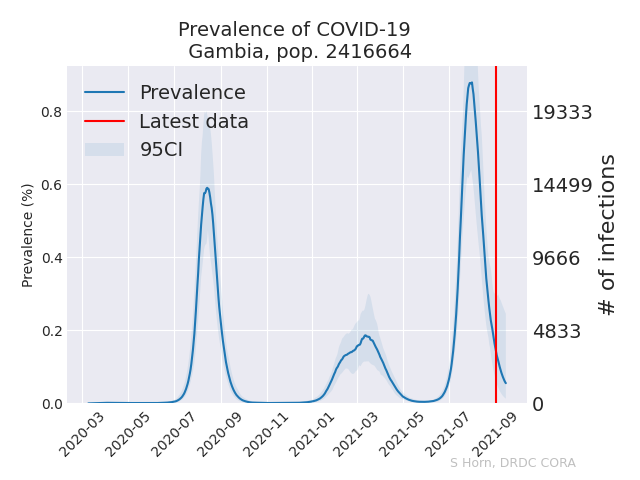 Prevalence of COVID-19
Gambia, pop. 2416664
Prevalence
Latest data
95CI
Prevalence (%)
0.8
0.6
0.4
0.2
0.0
19333
14499
9666
4833
0
# of infections
2020-03
2020-05
2020-07
2020-09
2020-11
2021-01
2021-03
2021-05
2021-07
2021-09
S Horn, DRDC CORA